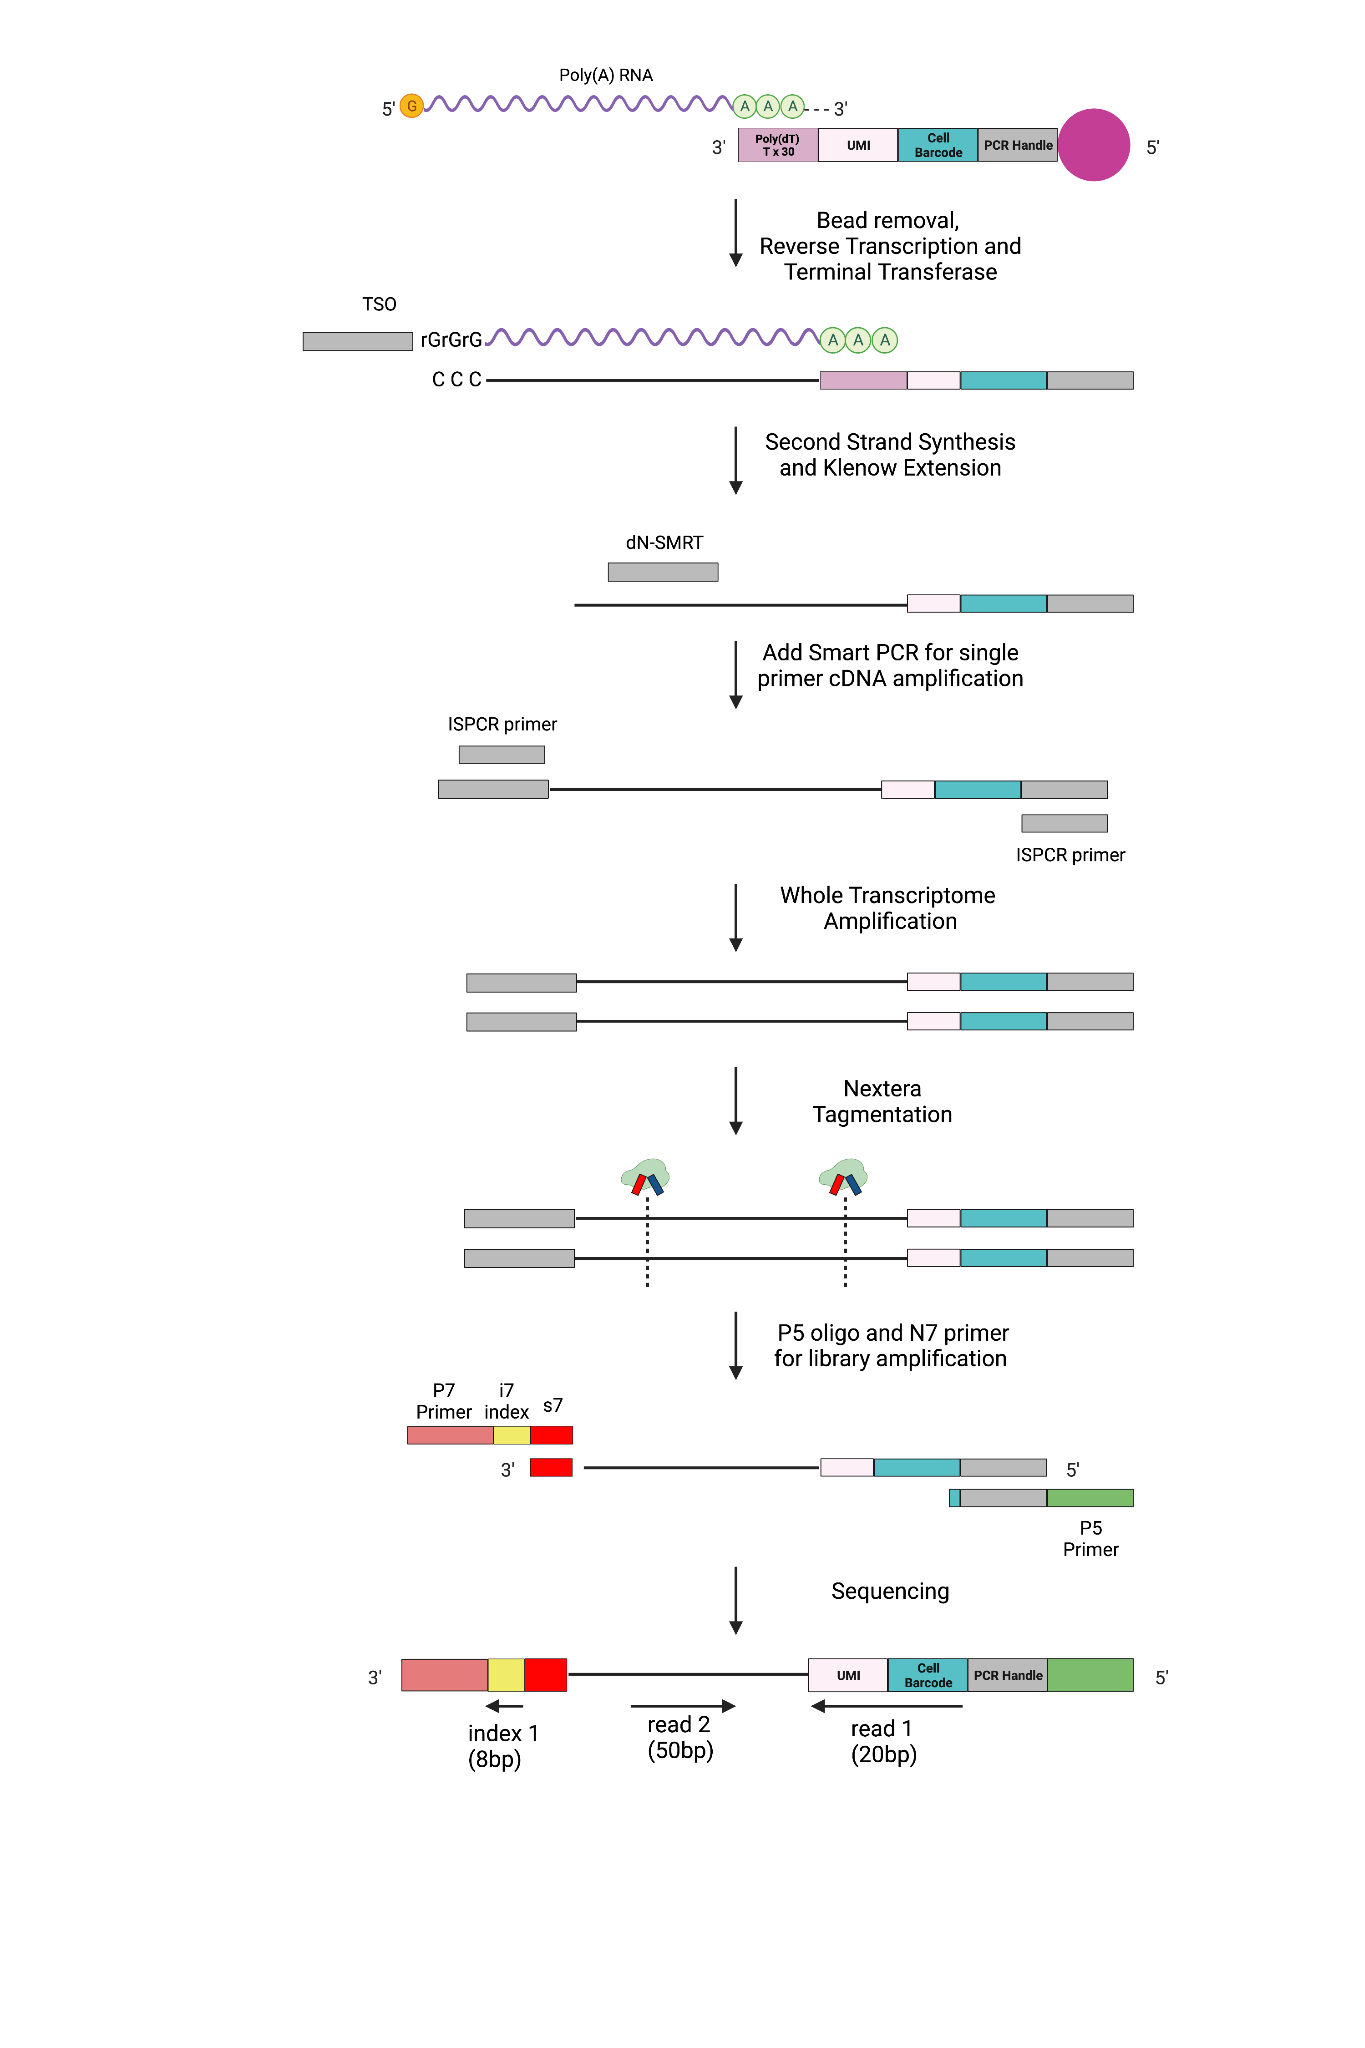 Poly(A) RNA
5' G A A A 3'
3' Poly(dT) UMI Cell PCR Handle 5'
T x 30 Barcode
Bead removal,
Reverse Transcription and
Terminal Transferase
TSO
rGrGrG A A A
C C C
Second Strand Synthesis
and Klenow Extension
dN-SMRT
Add Smart PCR for single
primer cDNA amplification
ISPCR primer
ISPCR primer
Whole Transcriptome
Amplification
Nextera
Tagmentation
P5 oligo and N7 primer
for library amplification
P7 i7 s7
Primer index
3' 5'
P5
Primer
Sequencing
3' UMI Cell PCR Handle 5'
Barcode
index 1 read 2 read 1
(8bp) (50bp) (20bp)